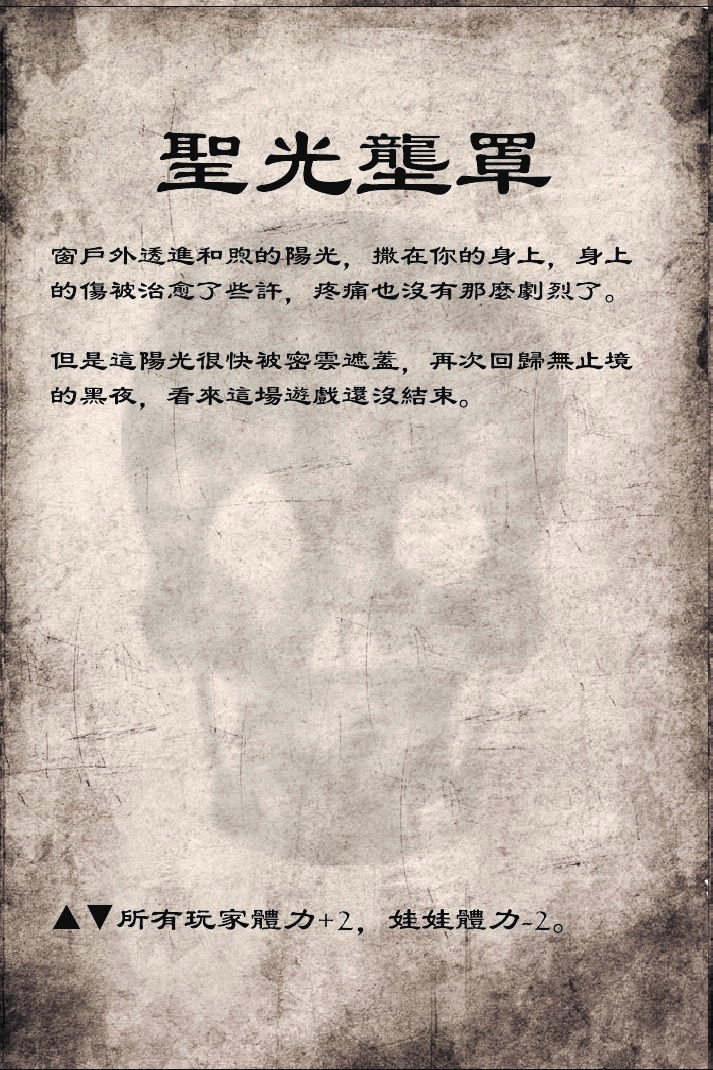 聖光壟罩
窗戶外透進和煦的陽光，撒在你的身上，身上
的傷被治愈了些許，疼痛也沒有那麼劇烈了。
但是這陽光很快被密雲遮蓋，再次回歸無止境
的黑夜，看來這場遊戲還沒結束。
▲▼所有玩家體力+2，娃娃體力-2。